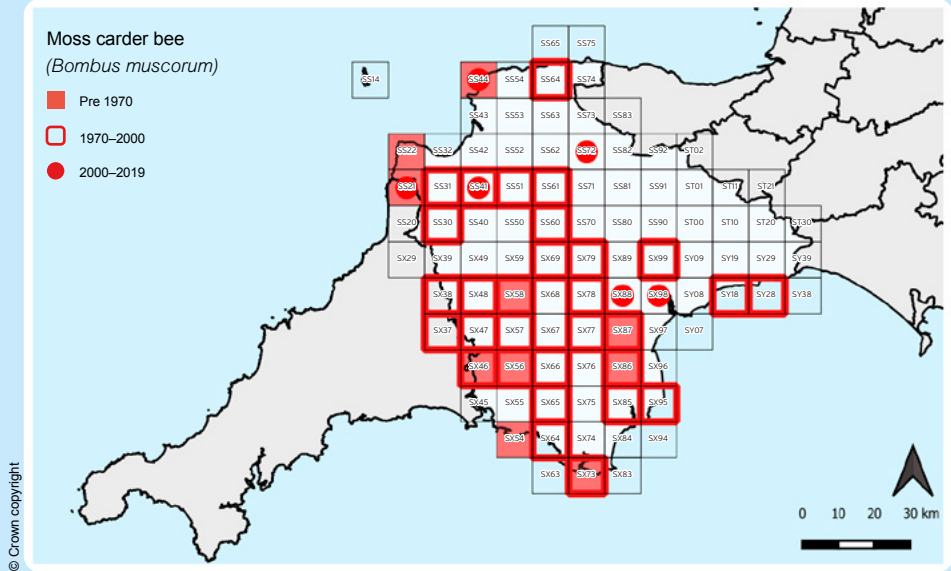 Moss carder bee
(Bombus muscorum)
Pre 1970
1970–2000
2000–2019
SS65 SS75
SS14 SS44 SS54 SS64 SS74
SS43 SS53 SS63 SS73 SS83
SS22 SS32 SS42 SS52 SS62 SS72 SS82 SS92 ST02
SS21 SS31 SS41 SS51 SS61 SS71 SS81 SS91 ST01 ST11 ST21
SS20 SS30 SS40 SS50 SS60 SS70 SS80 SS90 ST00 ST10 ST20 ST30
SX29 SX39 SX49 SX59 SX69 SX79 SX89 SX99 SY09 SY19 SY29 SY39
SX38 SX48 SX58 SX68 SX78 SX88 SX98 SY08 SY18 SY28 SY38
SX37 SX47 SX57 SX67 SX77 SX87 SX97 SY07
SX46 SX56 SX66 SX76 SX86 SX96
SX45 SX55 SX65 SX75 SX85 SX95
SX54 SX64 SX74 SX84 SX94
SX63 SX73 SX83
0 10 20 30 km
© Crown copyright